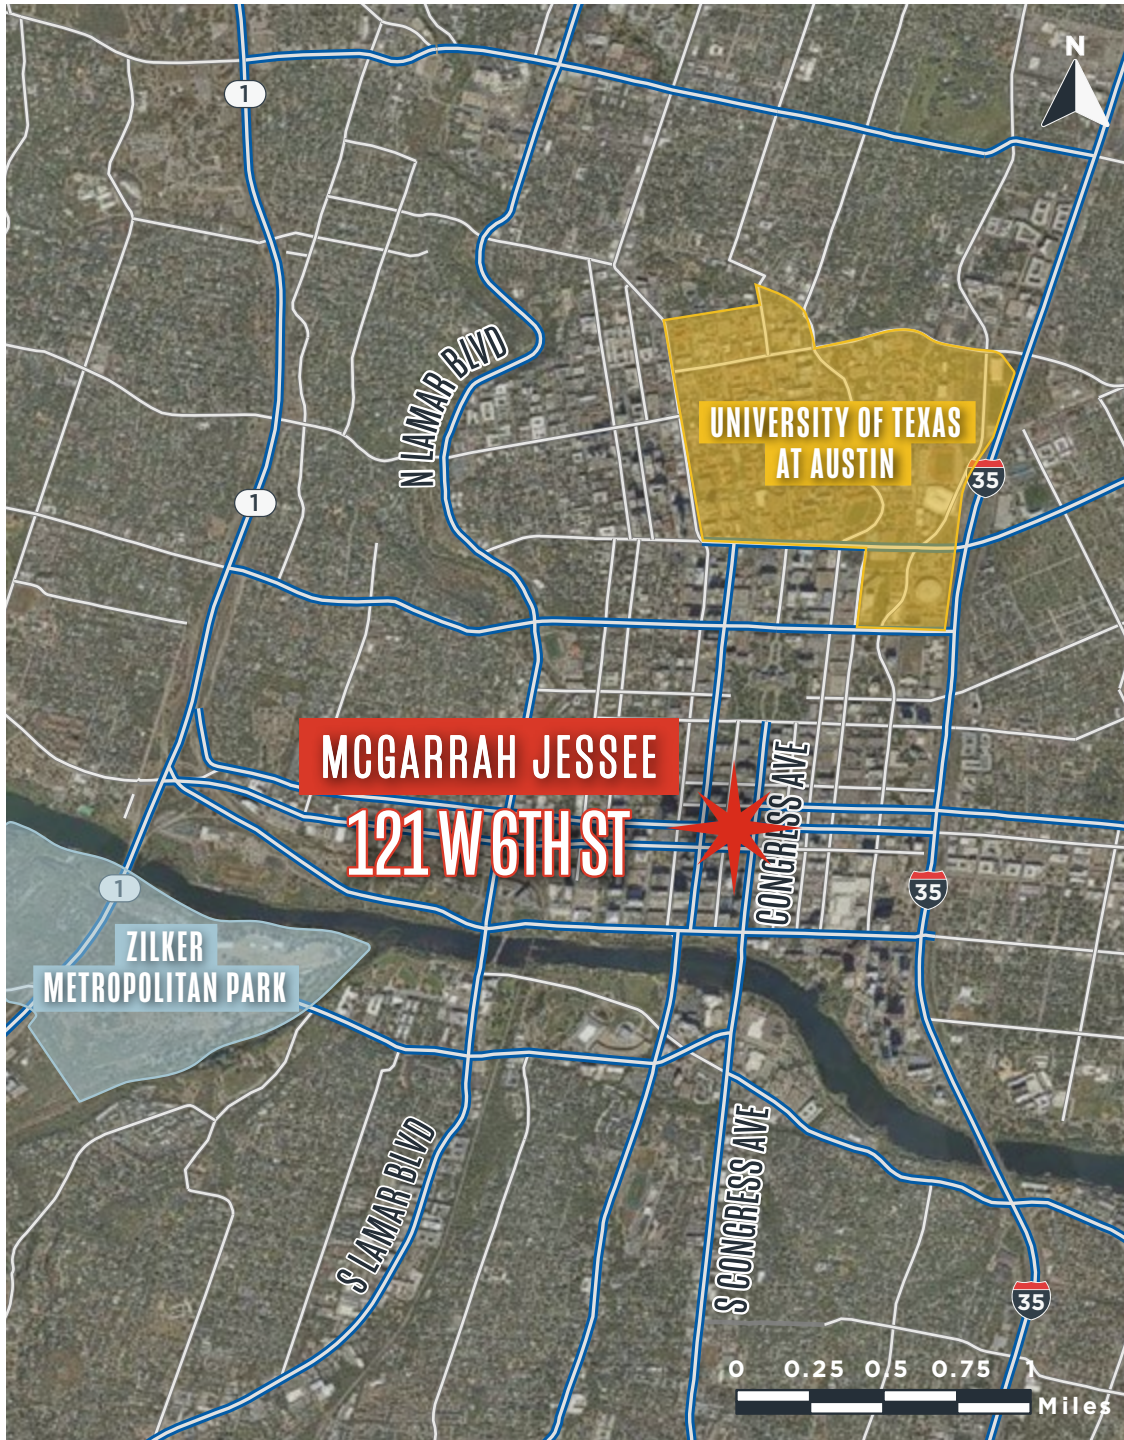 N
1
N LAMAR BLVD
UNIVERSITY OF TEXAS
AT AUSTIN
35
1
MCGARRAH JESSEE
121 W 6TH ST
CONGRESS AVE
1
35
ZILKER
METROPOLITAN PARK
S LAMAR BLVD
S CONGRESS AVE
35
0 0.25 0.5 0.75 1
Miles